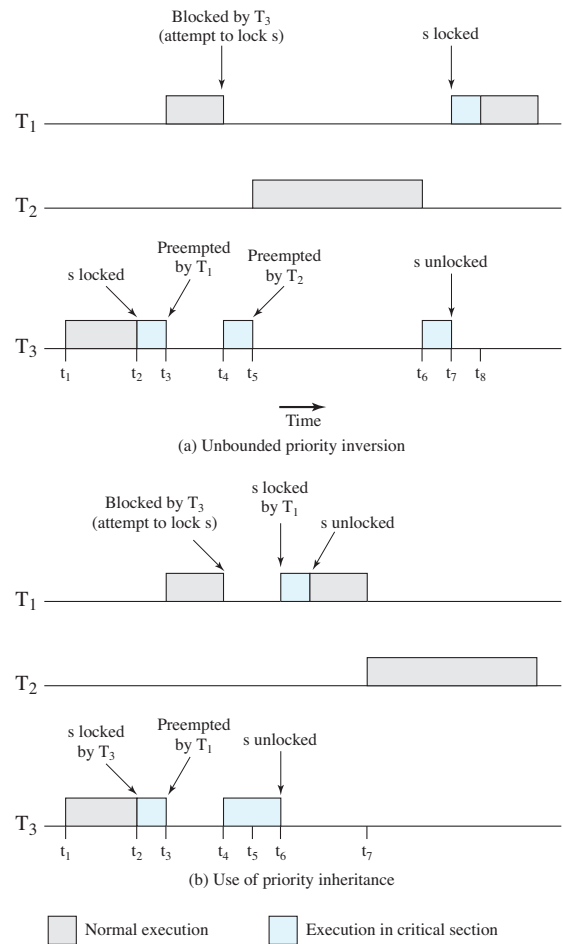 Blocked by T3
(attempt to lock s)
s locked
T1
T2
s locked
Preempted
by T1
Preempted
by T2
s unlocked
T3
t1 t2 t3 t4 t5 t6 t7 t8
Time
(a) Unbounded priority inversion
Blocked by T3
(attempt to lock s)
s locked
by T1
s unlocked
T1
T2
s locked
by T3
Preempted
by T1
s unlocked
T3
t1 t2 t3 t4 t5 t6 t7
(b) Use of priority inheritance
Normal execution
Execution in critical section